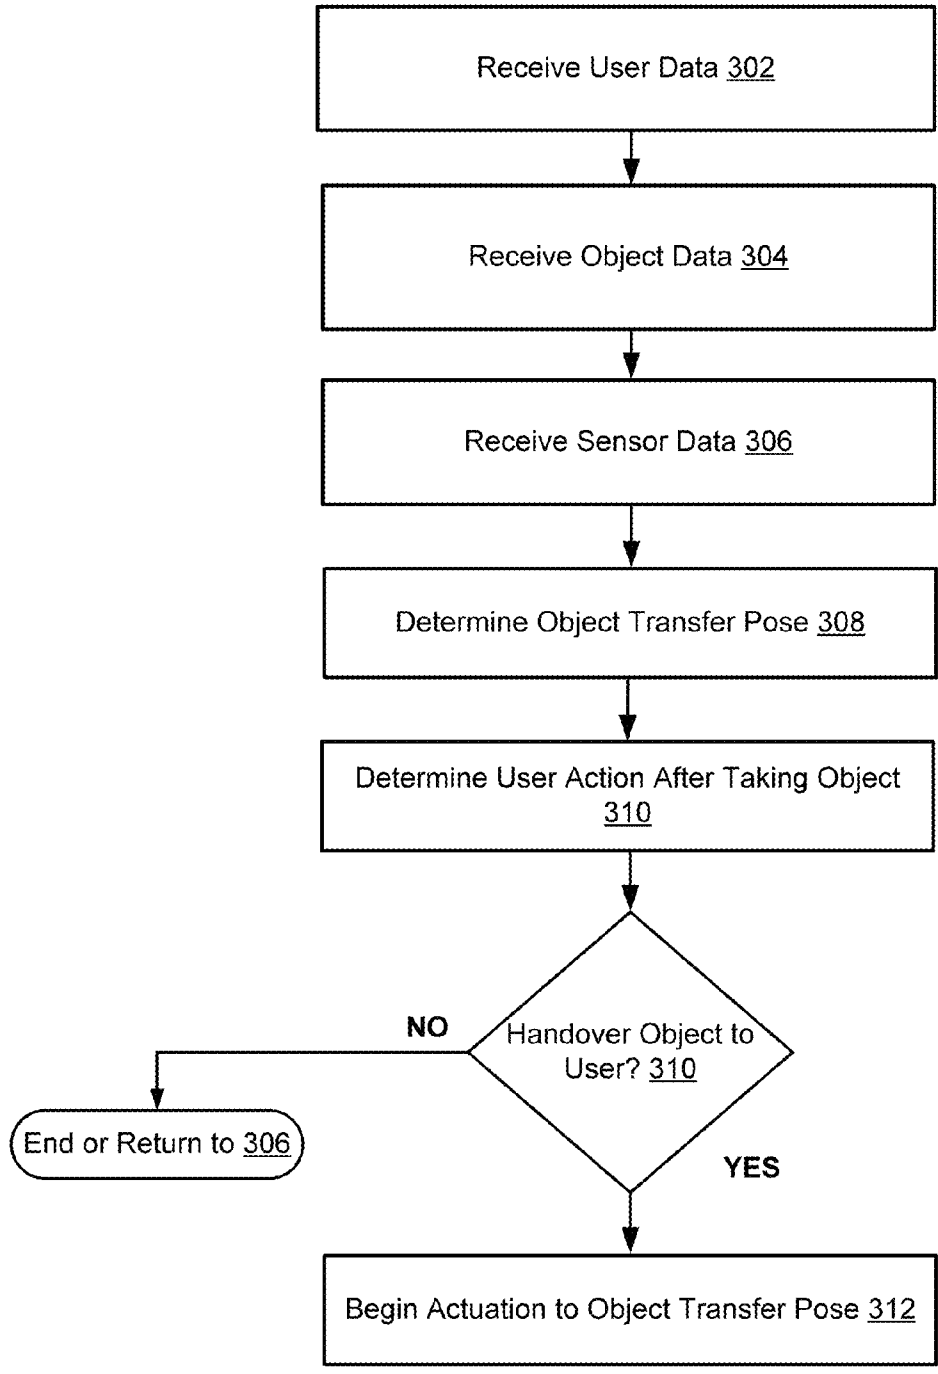 Receive User Data 302
Receive Object Data 304
Receive Sensor Data 306
Determine Object Transfer Pose 308
Determine User Action After Taking Object
310
Handover Object to
User? 310
NO
End or Return to 306
YES
Begin Actuation to Object Transfer Pose 312